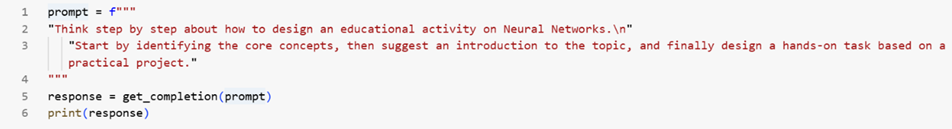 1 prompt = f"""
2 "Think step by step about how to design an educational activity on Neural Networks.\n"
3 "Start by identifying the core concepts, then suggest an introduction to the topic, and finally design a hands-on task based on a
practical project."
4 """
5 response = get_completion(prompt)
6 print(response)